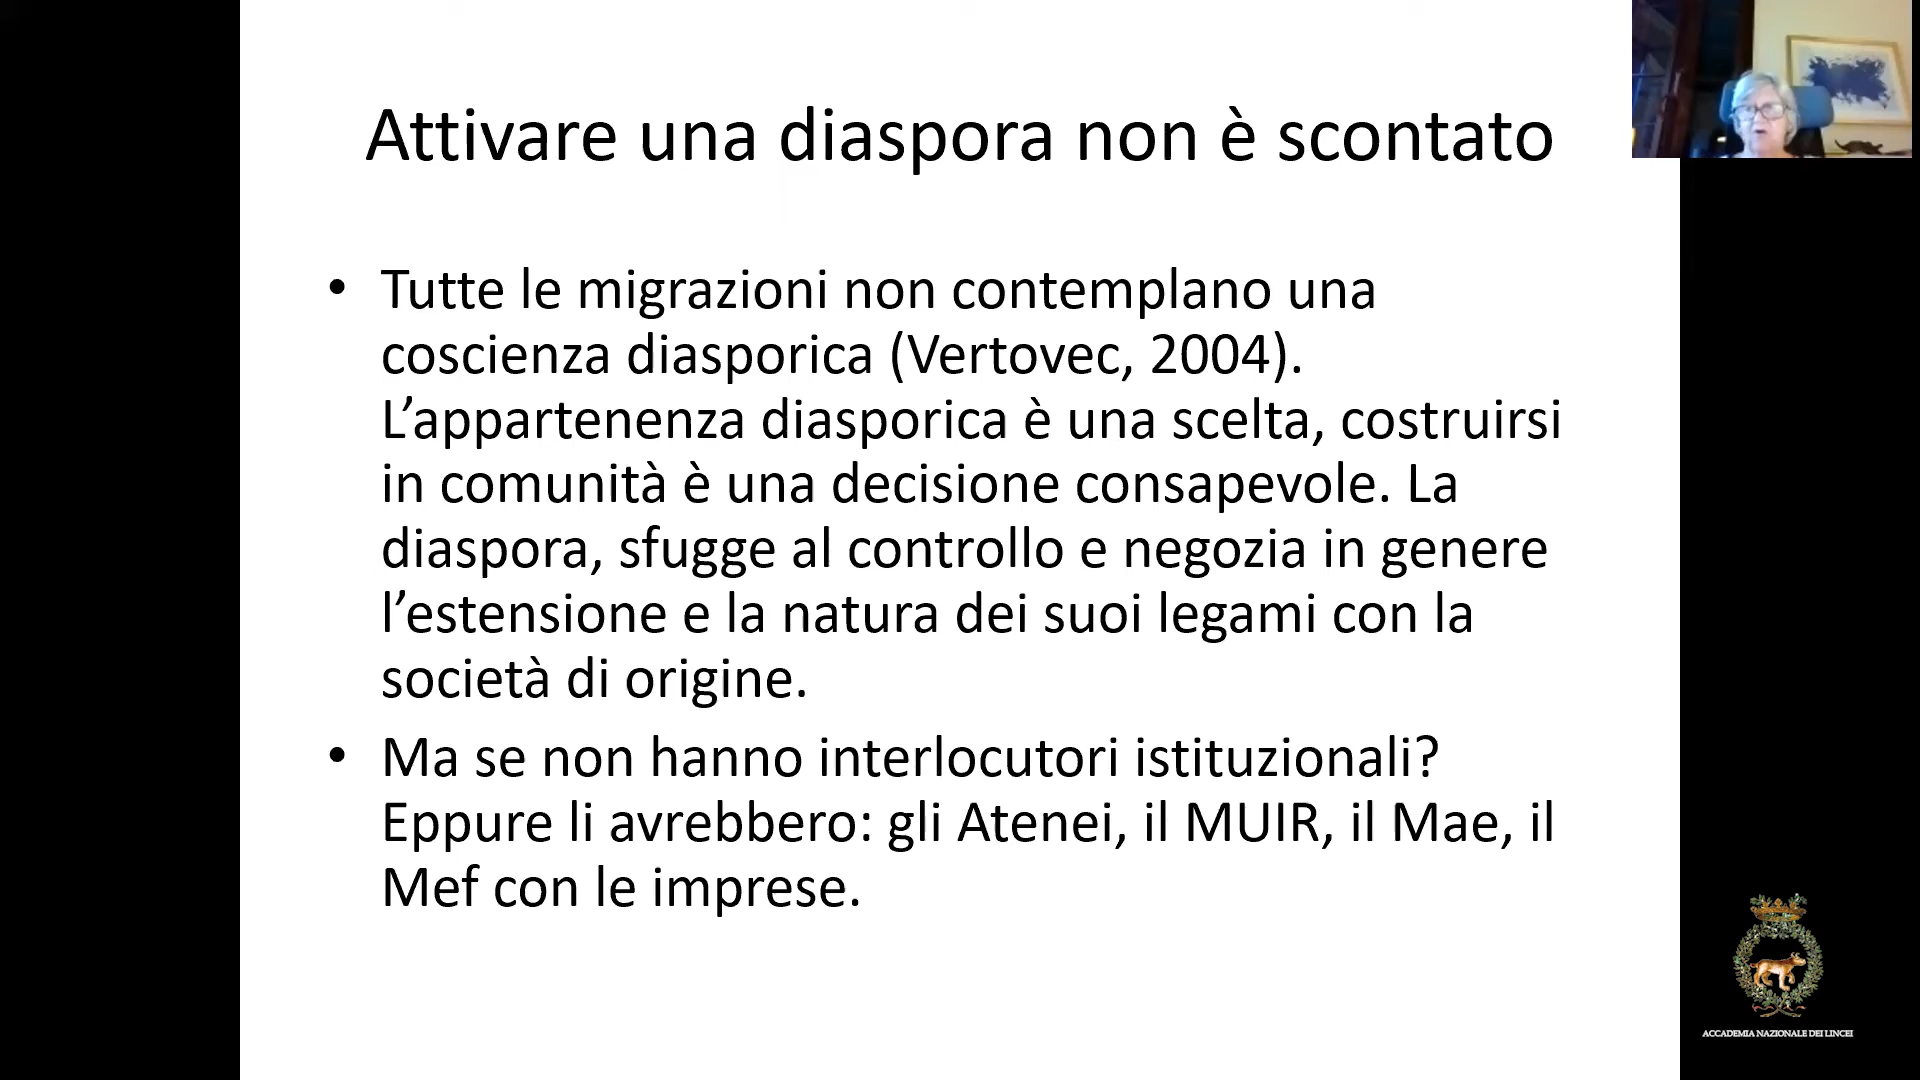 Attivare una diaspora non è scontato
• Tutte le migrazioni non contemplano una
coscienza diasporica (Vertovec, 2004).
L’appartenenza diasporica è una scelta, costruirsi
in comunità è una decisione consapevole. La
diaspora, sfugge al controllo e negozia in genere
l’estensione e la natura dei suoi legami con la
società di origine.
• Ma se non hanno interlocutori istituzionali?
Eppure li avrebbero: gli Atenei, il MUIR, il Mae, il
Mef con le imprese.
ACCADEMIA NAZIONALE DEI LINCEI